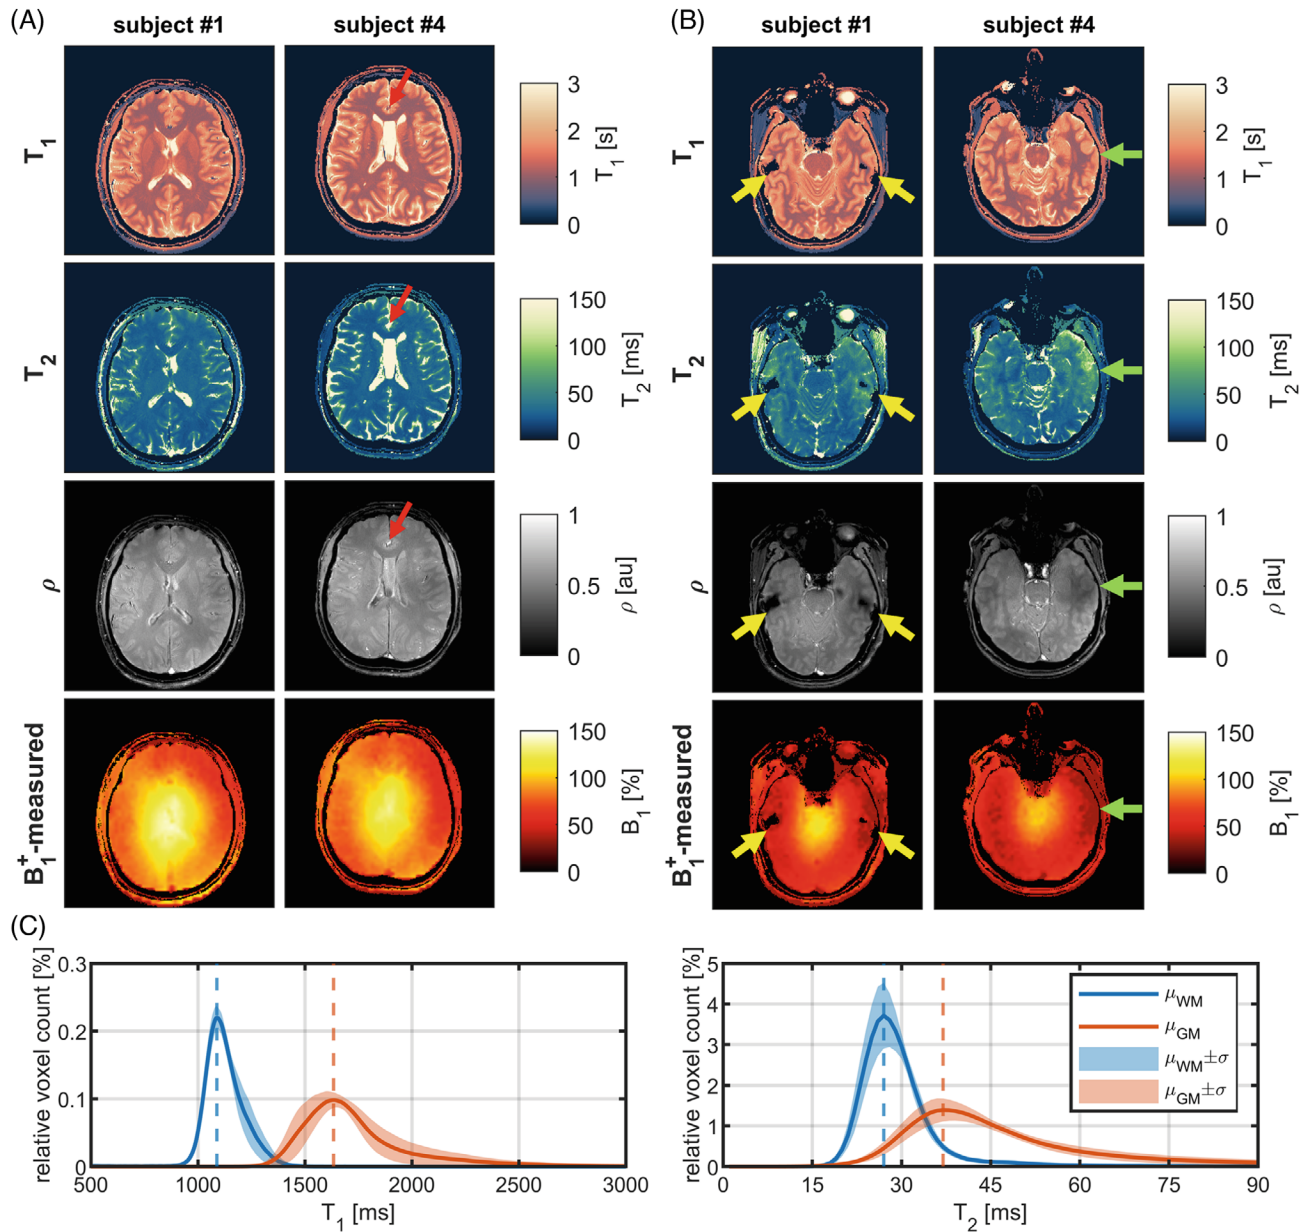 (A)
subject #1
subject #4
(B)
subject #1
subject #4
T1
3
2
1
0
T1 [s]
T1
3
2
1
0
T1 [s]
T2
150
100
50
0
T2 [ms]
T2
150
100
50
0
T2 [ms]
ρ
1
0.5
0
ρ [au]
ρ
1
0.5
0
ρ [au]
B1+-measured
150
100
50
0
B1 [%]
B1+-measured
150
100
50
0
B1 [%]
(C)
relative voxel count [%]
0.3
0.2
0.1
0
500
1000
1500
2000
2500
3000
T1 [ms]
relative voxel count [%]
5
4
3
2
1
0
0
15
30
45
60
75
90
T2 [ms]
μWM
μGM
μWM±σ
μGM±σ